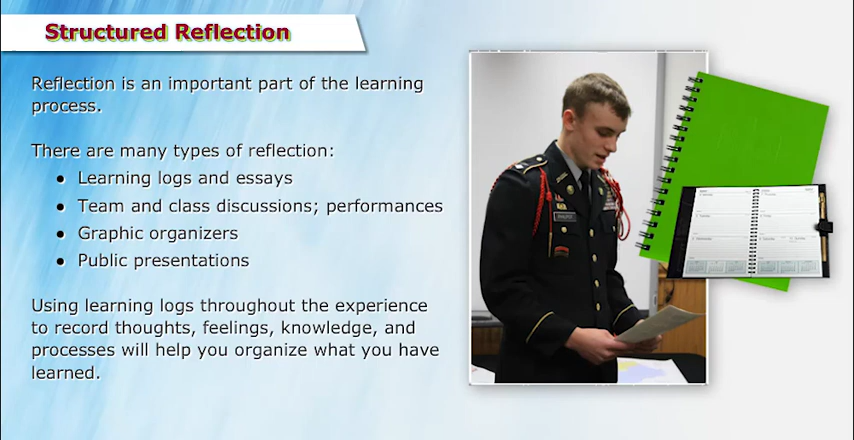 Structured Reflection
Reflection is an important part of the learning
process.
There are many types of reflection:
● Learning logs and essays
● Team and class discussions; performances
● Graphic organizers
● Public presentations
Using learning logs throughout the experience
to record thoughts, feelings, knowledge, and
processes will help you organize what you have
learned.